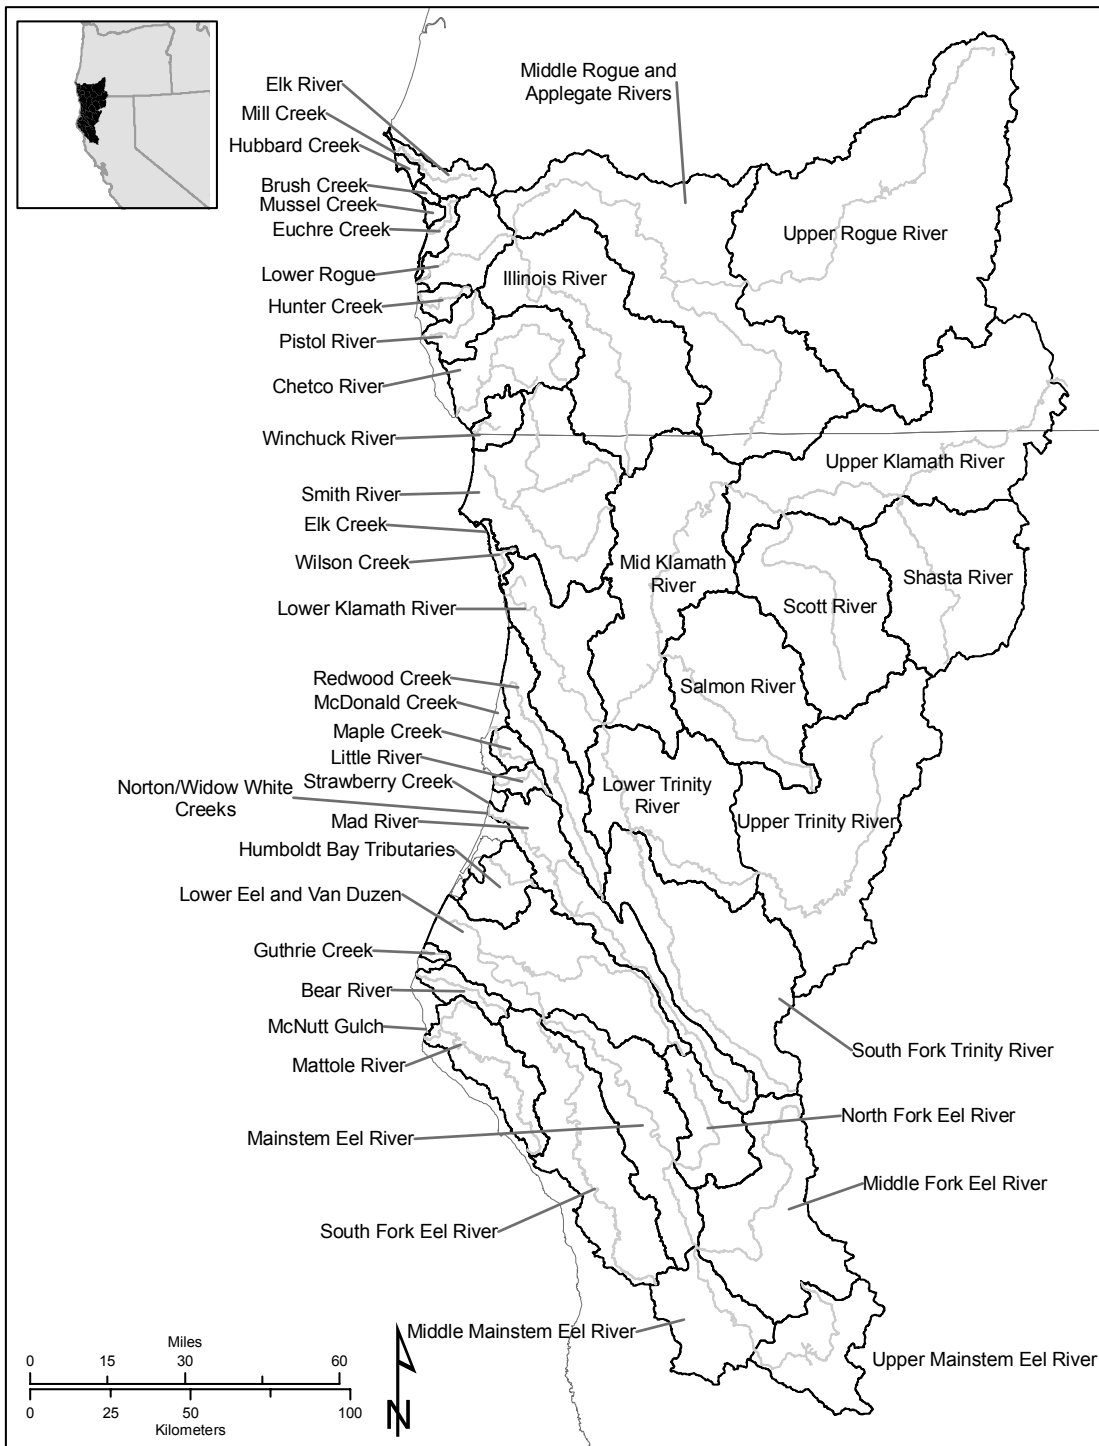 Elk River
Middle Rogue and
Applegate Rivers
Mill Creek
Hubbard Creek
Brush Creek
Mussel Creek
Euchre Creek
Upper Rogue River
Lower Rogue
Illinois River
Hunter Creek
Pistol River
Chetco River
Winchuck River
Upper Klamath River
Smith River
Elk Creek
Wilson Creek
Mid Klamath
River
Shasta River
Scott River
Lower Klamath River
Redwood Creek
Salmon River
McDonald Creek
Maple Creek
Little River
Strawberry Creek
Norton/Widow White
Creeks
Lower Trinity
River
Mad River
Upper Trinity River
Humboldt Bay Tributaries
Lower Eel and Van Duzen
Guthrie Creek
Bear River
McNutt Gulch
South Fork Trinity River
Mattole River
North Fork Eel River
Mainstem Eel River
Middle Fork Eel River
South Fork Eel River
Middle Mainstem Eel River
Upper Mainstem Eel River
Miles
0 15 30 60
0 25 50 100
Kilometers
N